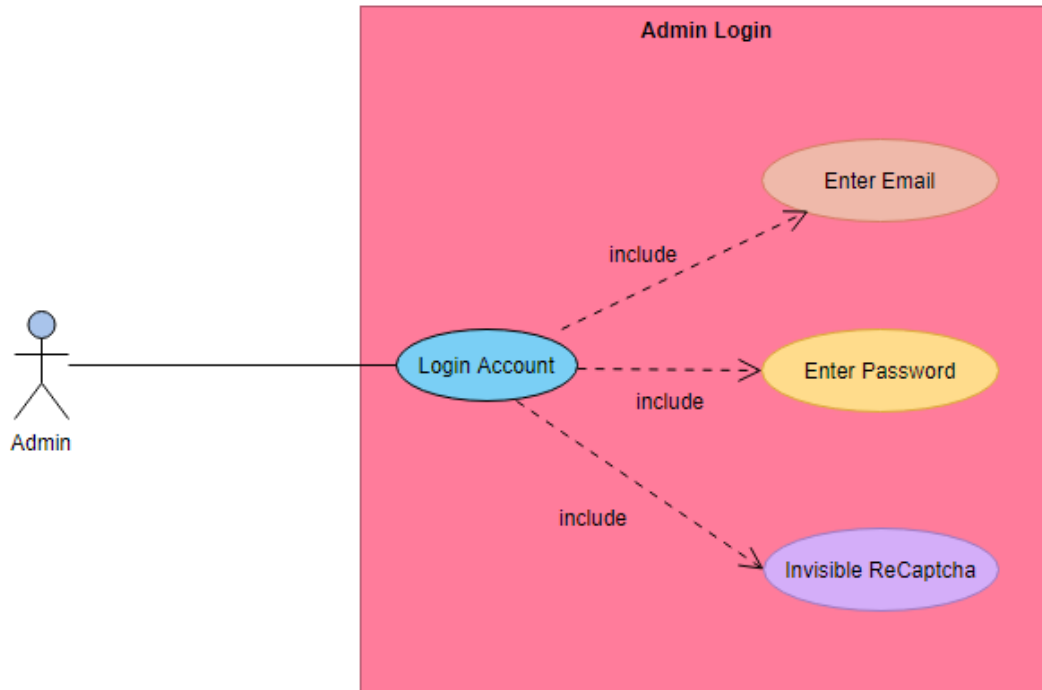 Admin Login
Enter Email
include
Login Account
Enter Password
include
Admin
include
Invisible ReCaptcha